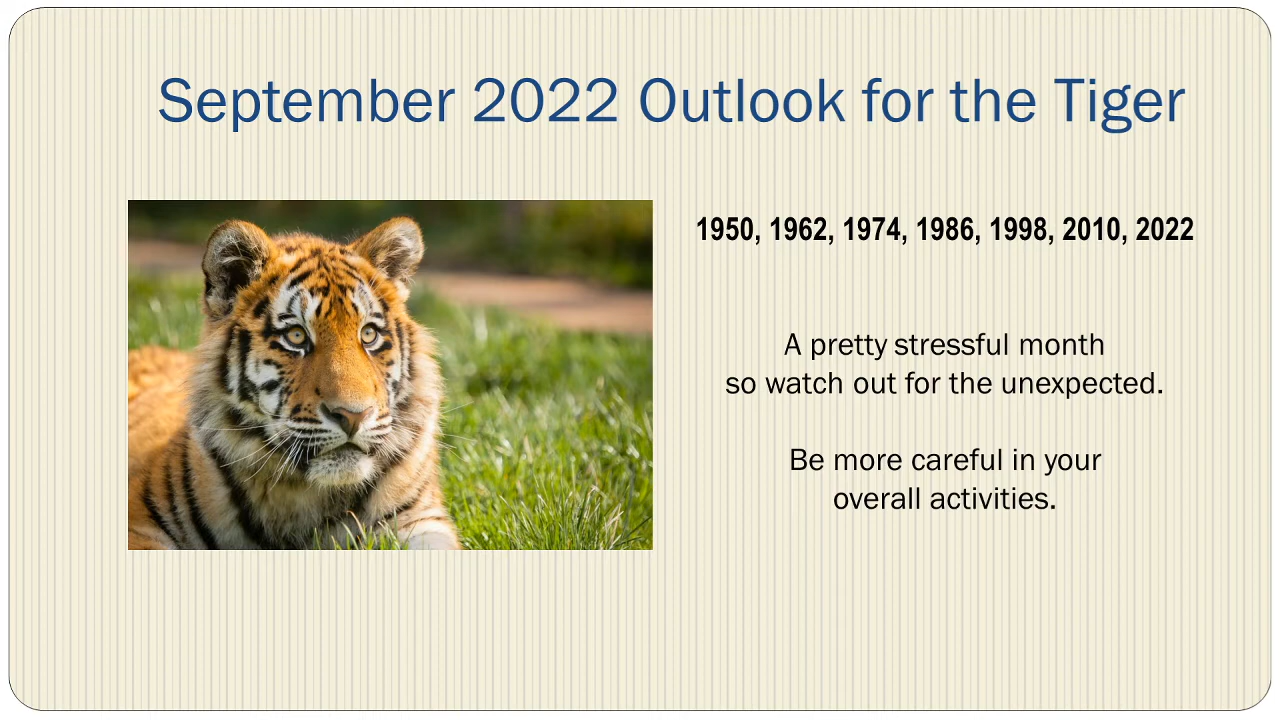 September 2022 Outlook for the Tiger
1950, 1962, 1974, 1986, 1998, 2010, 2022
A pretty stressful month
so watch out for the unexpected.
Be more careful in your
overall activities.